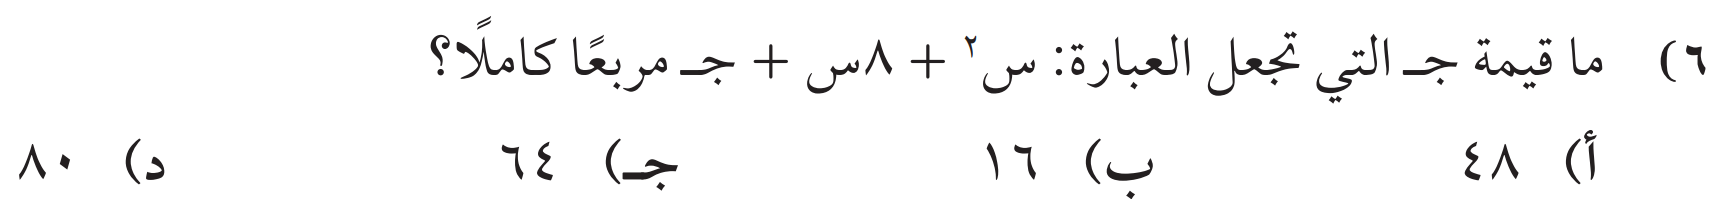 ٦) ما قيمة جـ التي تجعل العبارة: س٢ + ٨س + جـ مربعًا كاملًا؟
أ) ٤٨ ب) ١٦ جـ) ٦٤ د) ٨٠